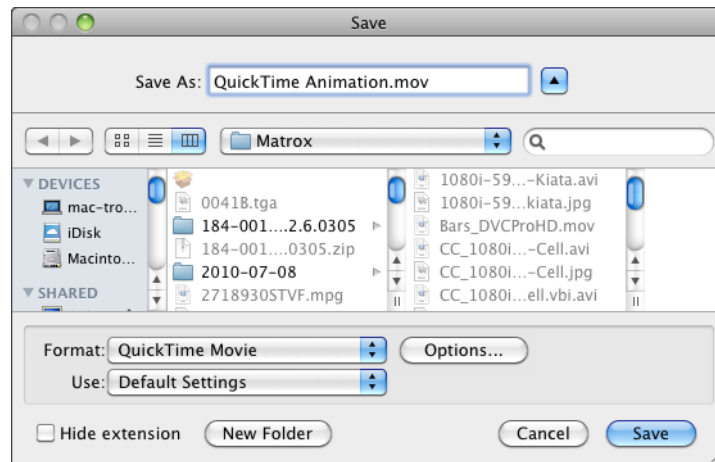 Save
Save As: QuickTime Animation.mov
Matrox
DEVICES
mac-tro...
iDisk
Macinto...
SHARED
0041B.tga
184-001....2.6.0305
184-001....0305.zip
2010-07-08
2718930STVF.mpg
1080i-59...-Kiata.avi
1080i-59...kiata.jpg
Bars_DVCProHD.mov
CC_1080i...-Cell.avi
CC_1080i...-Cell.jpg
CC_1080i...ell.vbi.avi
Format: QuickTime Movie Options...
Use: Default Settings
Hide extension New Folder Cancel Save